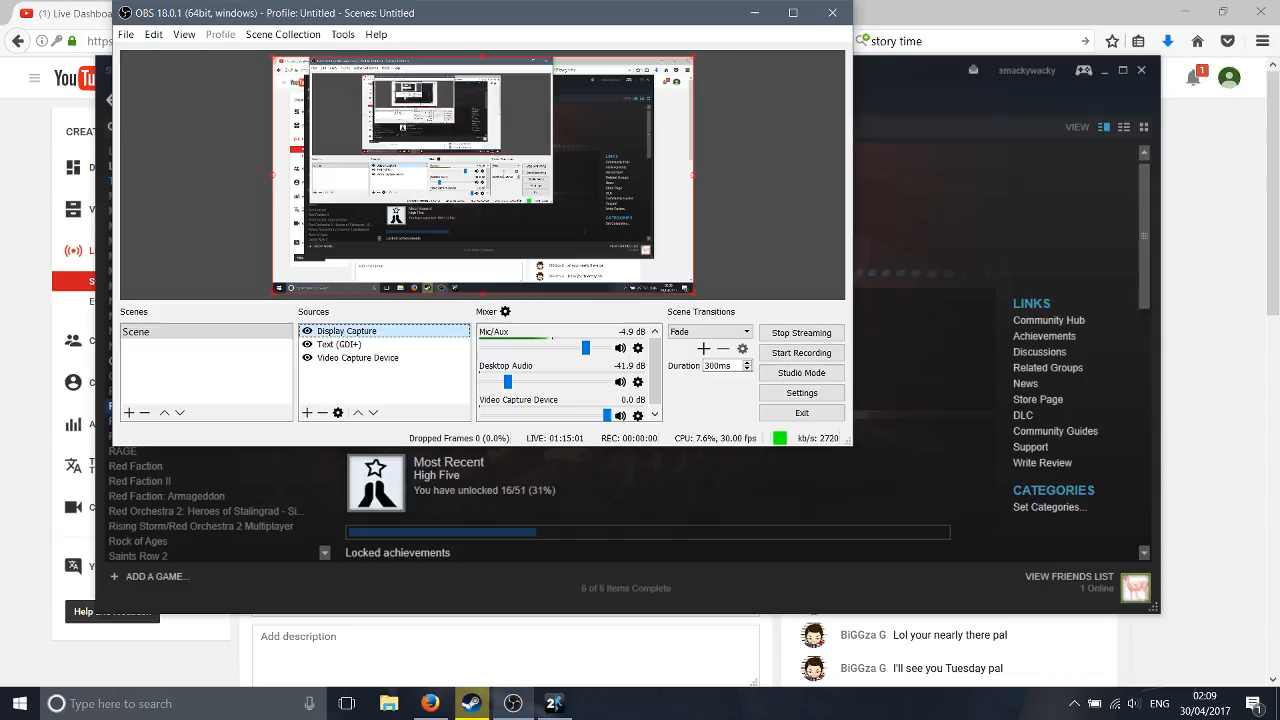 Live Dashboard
OBS 18.0.1 (64bit, windows) - Profile: Untitled - Scenes: Untitled
File Edit View Profile Scene Collection Tools Help
story time
YouTu
smackywacky
1
CREAT
VIEW
LINKS
Community Hub
Achievements
Discussions
Related Groups
News
Store Page
DLC
Community Guides
Support
Write Review
CATEGORIES
Set Categories...
Scenes
Scene
Sources
Display Capture
Text (GDI+)
Video Capture Device
Mixer
Mic/Aux -4.9 dB
Desktop Audio -41.9 dB
Video Capture Device 0.0 dB
Scene Transitions
Fade
Duration 300ms
Stop Streaming
Start Recording
Studio Mode
Settings
Exit
Dropped Frames 0 (0.0%) LIVE: 01:15:01 REC: 00:00:00 CPU: 7.6%, 30.00 fps kb/s: 2720
RAGE
Red Faction
Red Faction II
Red Faction: Armageddon
Red Orchestra 2: Heroes of Stalingrad - Si...
Rising Storm/Red Orchestra 2 Multiplayer
Rock of Ages
Saints Row 2
Most Recent
High Five
You have unlocked 16/51 (31%)
Locked achievements
+ ADD A GAME...
6 of 6 Items Complete
VIEW FRIENDS LIST
1 Online
Add description
BiGGza G Lol your nearly there pal
BiGGza G I'll see you Tuesday pal
Type here to search
ENG
02:09
30/04/2017